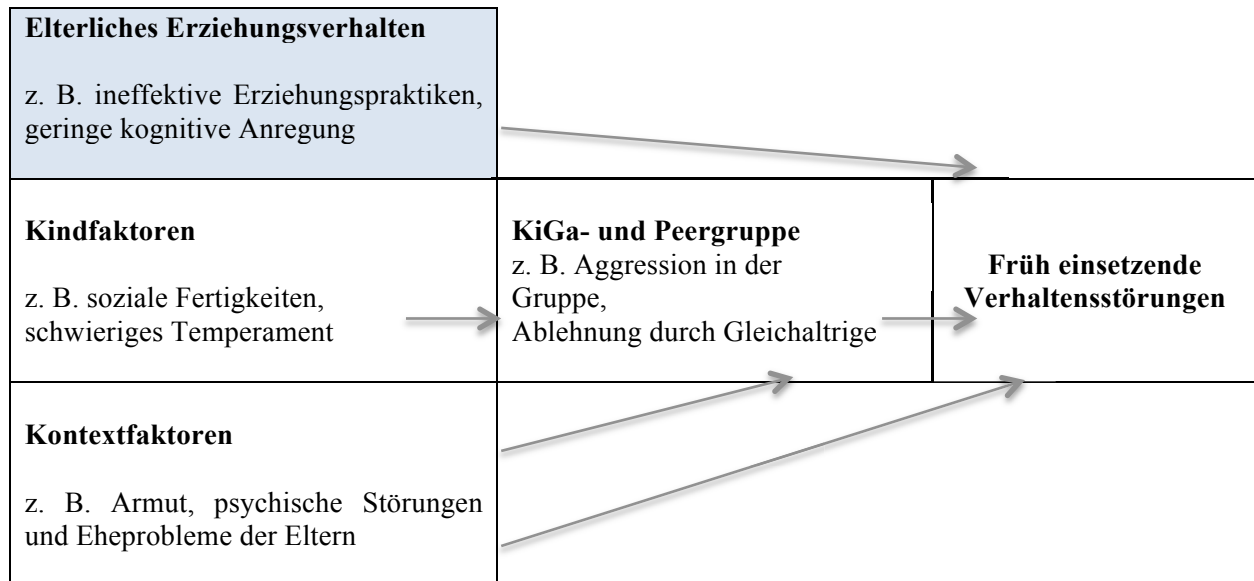 Elterliches Erziehungsverhalten
z. B. ineffektive Erziehungspraktiken,
geringe kognitive Anregung
Kindfaktoren
z. B. soziale Fertigkeiten,
schwieriges Temperament
KiGa- und Peergruppe
z. B. Aggression in der
Gruppe,
Ablehnung durch Gleichaltrige
Früh einsetzende
Verhaltensstörungen
Kontextfaktoren
z. B. Armut, psychische Störungen
und Eheprobleme der Eltern